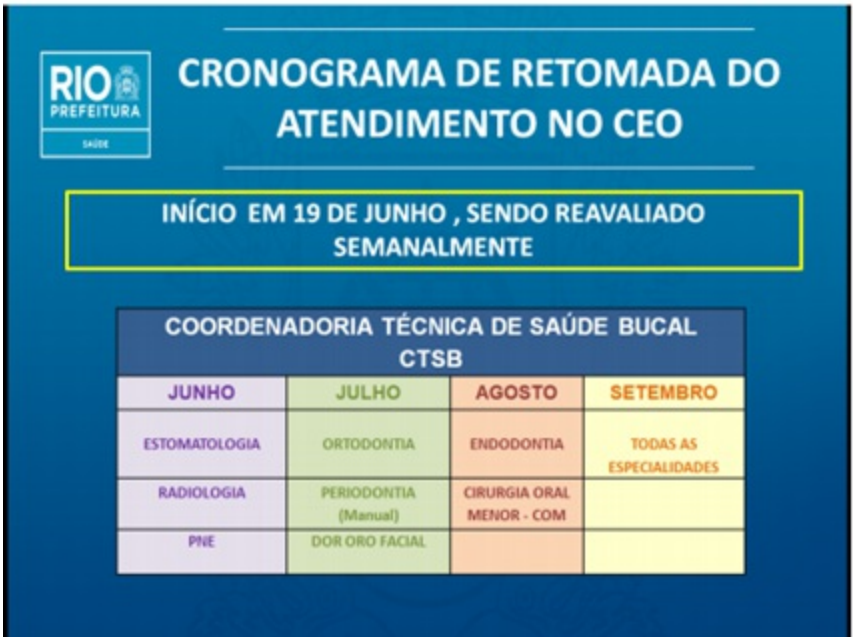 RIO
PREFEITURA
SAÚDE
CRONOGRAMA DE RETOMADA DO
ATENDIMENTO NO CEO
INÍCIO EM 19 DE JUNHO , SENDO REAVALIADO
SEMANALMENTE
COORDENADORIA TÉCNICA DE SAÚDE BUCAL
CTSB
JUNHO JULHO AGOSTO SETEMBRO
ESTOMATOLOGIA ORTODONTIA ENDODONTIA TODAS AS
ESPECIALIDADES
RADIOLOGIA PERIODONTIA CIRURGIA ORAL
(Manual) MENOR - COM
PNE DOR ORO FACIAL